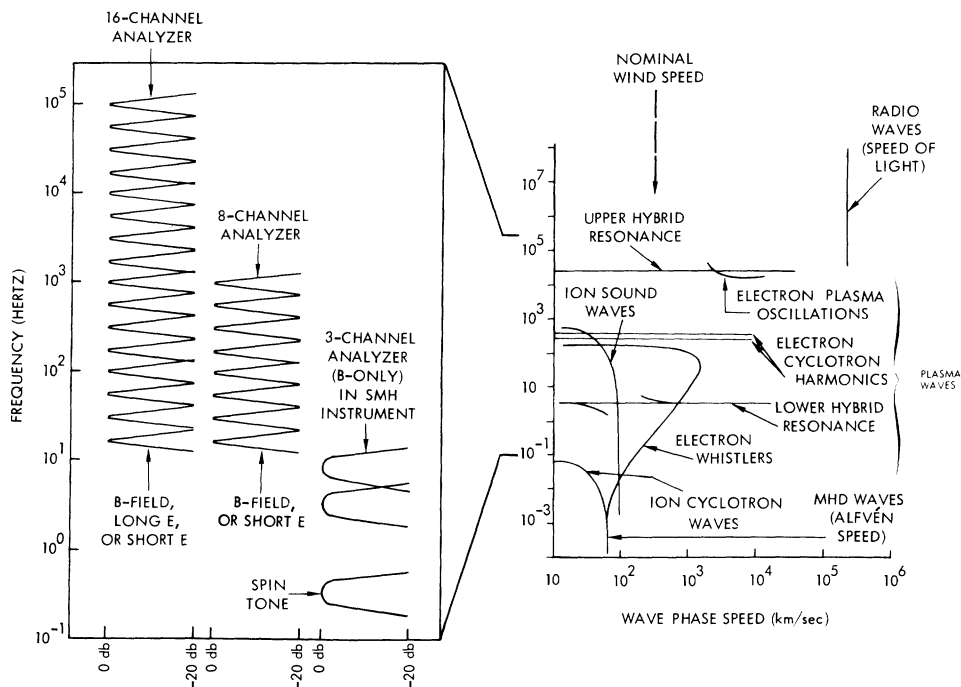 16-CHANNEL
ANALYZER
10^5
10^4
10^3
10^2
10^1
10^0
10^-1
FREQUENCY (HERTZ)
8-CHANNEL
ANALYZER
3-CHANNEL
ANALYZER
(B-ONLY)
IN SMH
INSTRUMENT
B-FIELD,
LONG E,
OR SHORT E
B-FIELD,
OR SHORT E
SPIN
TONE
0 db
-20 db
0 db
-20 db
0 db
-20 db
NOMINAL
WIND SPEED
RADIO
WAVES
(SPEED OF
LIGHT)
10^7
10^5
10^3
10
10^-1
10^-3
UPPER HYBRID
RESONANCE
ION SOUND
WAVES
ELECTRON PLASMA
OSCILLATIONS
ELECTRON
CYCLOTRON
HARMONICS
PLASMA
WAVES
LOWER HYBRID
RESONANCE
ELECTRON
WHISTLERS
ION CYCLOTRON
WAVES
MHD WAVES
(ALFVÉN
SPEED)
10
10^2
10^3
10^4
10^5
10^6
WAVE PHASE SPEED (km/sec)